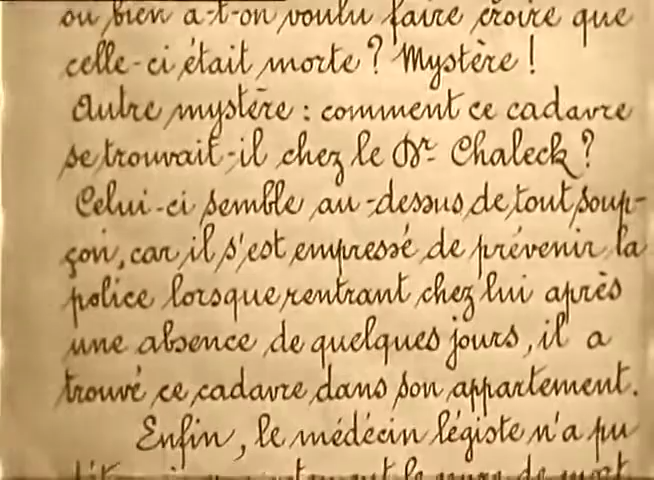 ou bien a-t-on voulu faire croire que
celle-ci était morte ? Mystère !
Autre mystère : comment ce cadavre
se trouvait-il chez le Dr Chaleck ?
Celui-ci semble au-dessus de tout soup-
çon, car il s'est empressé de prévenir la
police lorsque rentrant chez lui après
une absence de quelques jours, il a
trouvé ce cadavre dans son appartement.
Enfin, le médécin légiste n'a pu